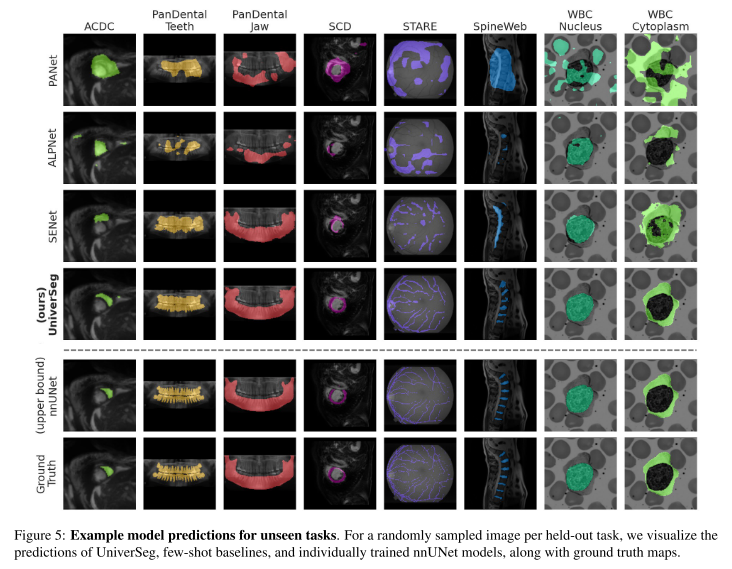 ACDC
PanDental
Teeth
PanDental
Jaw
SCD
STARE
SpineWeb
WBC
Nucleus
WBC
Cytoplasm
PANet
ALPNet
SENet
(ours)
UniverSeg
(upper bound)
nnUNet
Ground
Truth
Figure 5: Example model predictions for unseen tasks. For a randomly sampled image per held-out task, we visualize the
predictions of UniverSeg, few-shot baselines, and individually trained nnUNet models, along with ground truth maps.